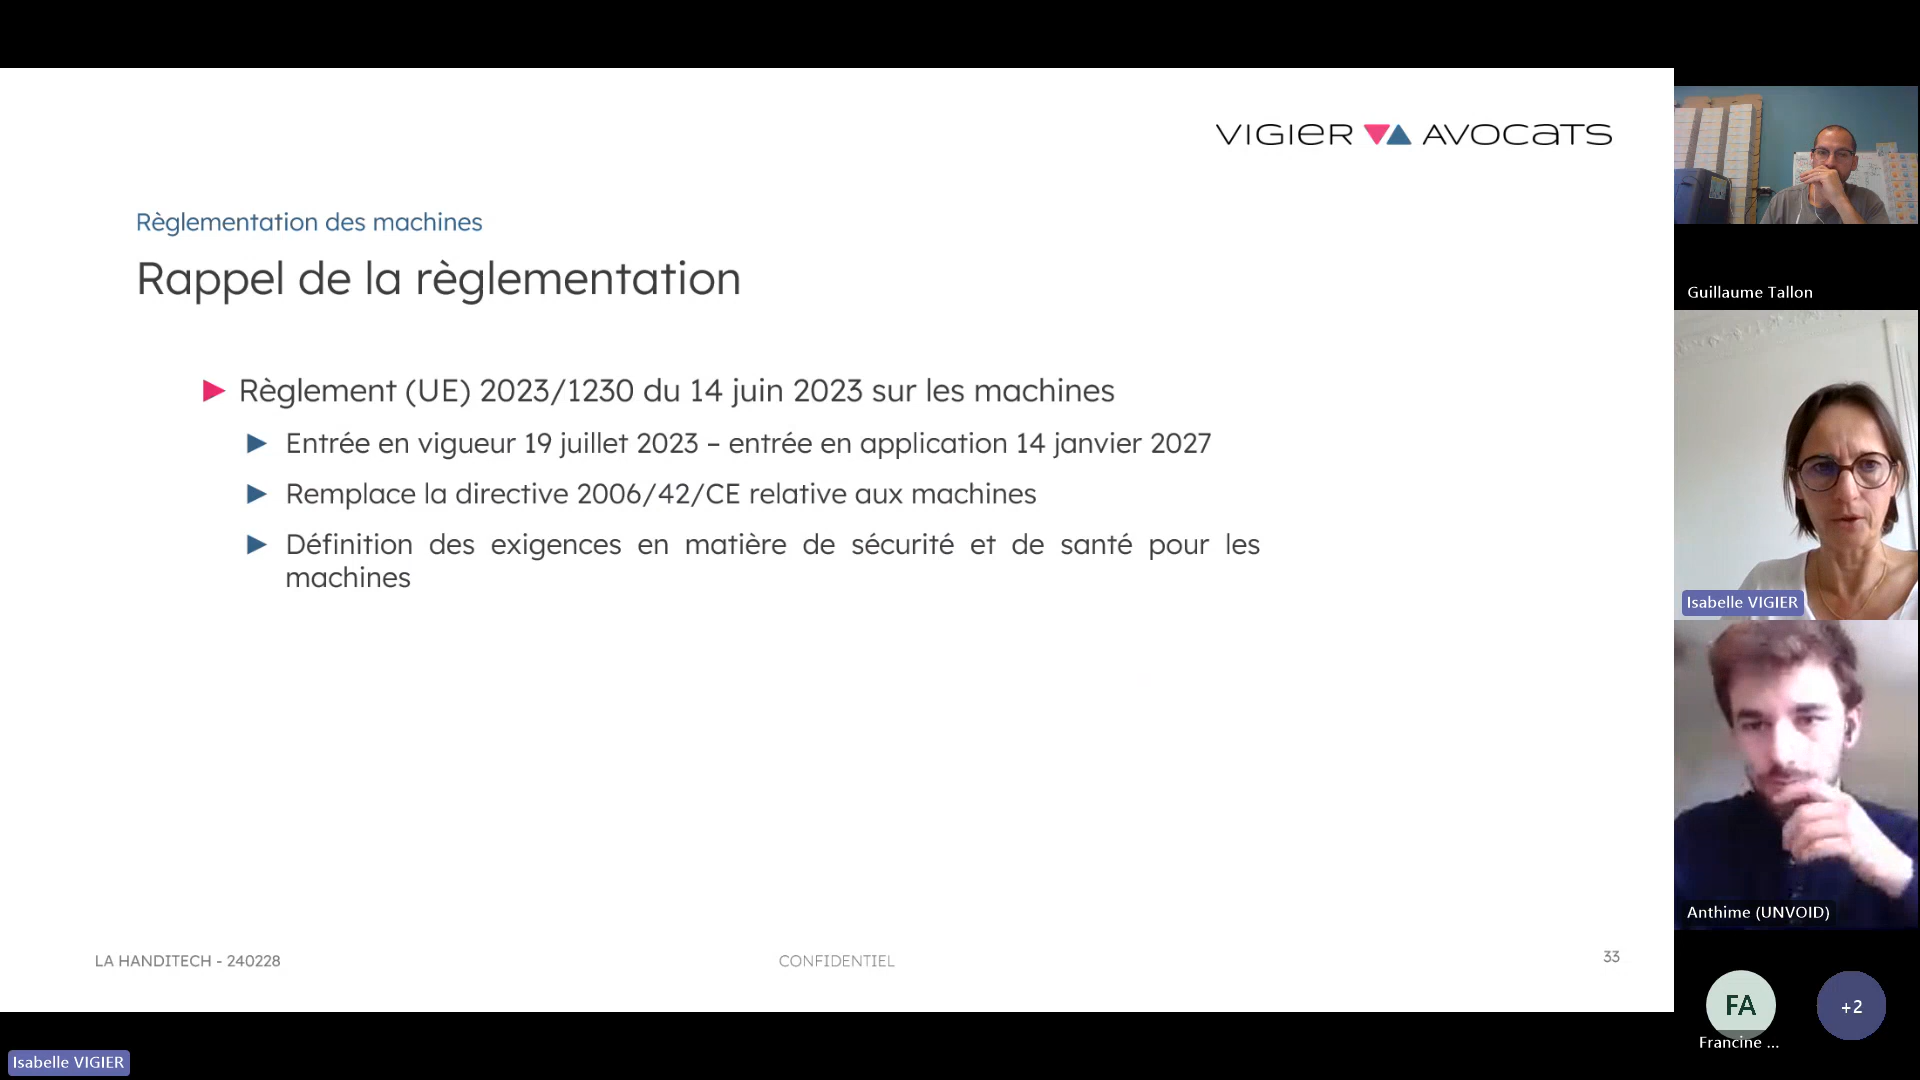 VIGIER AVOCATS
Règlementation des machines
Rappel de la règlementation
Règlement (UE) 2023/1230 du 14 juin 2023 sur les machines
Entrée en vigueur 19 juillet 2023 – entrée en application 14 janvier 2027
Remplace la directive 2006/42/CE relative aux machines
Définition des exigences en matière de sécurité et de santé pour les
machines
LA HANDITECH - 240228
CONFIDENTIEL
33
Guillaume Tallon
Isabelle VIGIER
Anthime (UNVOID)
FA
+2
Francine ...
Isabelle VIGIER